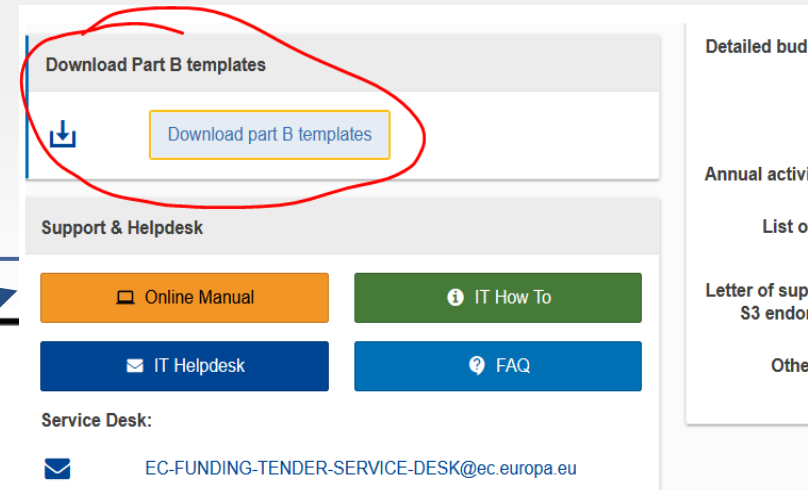 Download Part B templates
Download part B templates
Support & Helpdesk
Online Manual
IT How To
IT Helpdesk
FAQ
Service Desk:
EC-FUNDING-TENDER-SERVICE-DESK@ec.europa.eu
Detailed bud
Annual activi
List o
Letter of sup
S3 endor
Othe